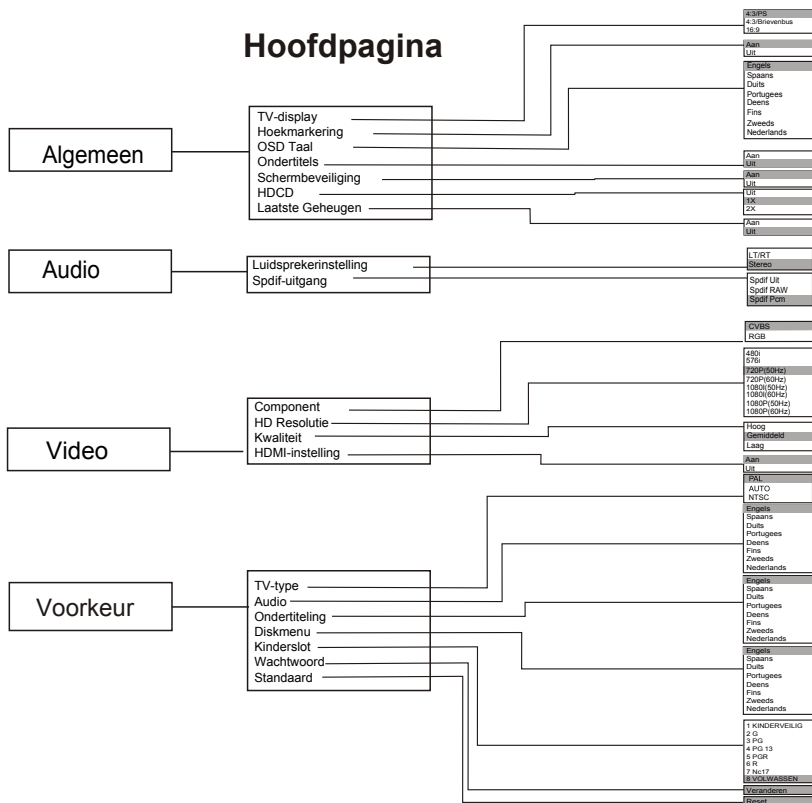 Hoofdpagina
Algemeen
TV-display
Hoekmarkering
OSD Taal
Ondertitels
Schermbeveiliging
HDCD
Laatste Geheugen
4:3/PS
4:3/Brievenbus
16:9
Aan
Uit
Engels
Spaans
Duits
Portugees
Deens
Fins
Zweeds
Nederlands
Aan
Uit
Aan
Uit
Uit
1X
2X
Aan
Uit
Audio
Luidsprekerinstelling
Spdif-uitgang
LT/RT
Stereo
Spdif Uit
Spdif RAW
Spdif Pcm
Video
Component
HD Resolutie
Kwaliteit
HDMI-instelling
CVBS
RGB
480i
576i
720P(50Hz)
720P(60Hz)
1080I(50Hz)
1080I(60Hz)
1080P(50Hz)
1080P(60Hz)
Hoog
Gemiddeld
Laag
Aan
Uit
Voorkeur
TV-type
Audio
Ondertiteling
Diskmenu
Kinderslot
Wachtwoord
Standaard
PAL
AUTO
NTSC
Engels
Spaans
Duits
Portugees
Deens
Fins
Zweeds
Nederlands
Engels
Spaans
Duits
Portugees
Deens
Fins
Zweeds
Nederlands
Engels
Spaans
Duits
Portugees
Deens
Fins
Zweeds
Nederlands
1 KINDERVEILIG
2 G
3 PG
4 PG 13
5 PGR
6 R
7 Nc17
8 VOLWASSEN
Veranderen
Reset